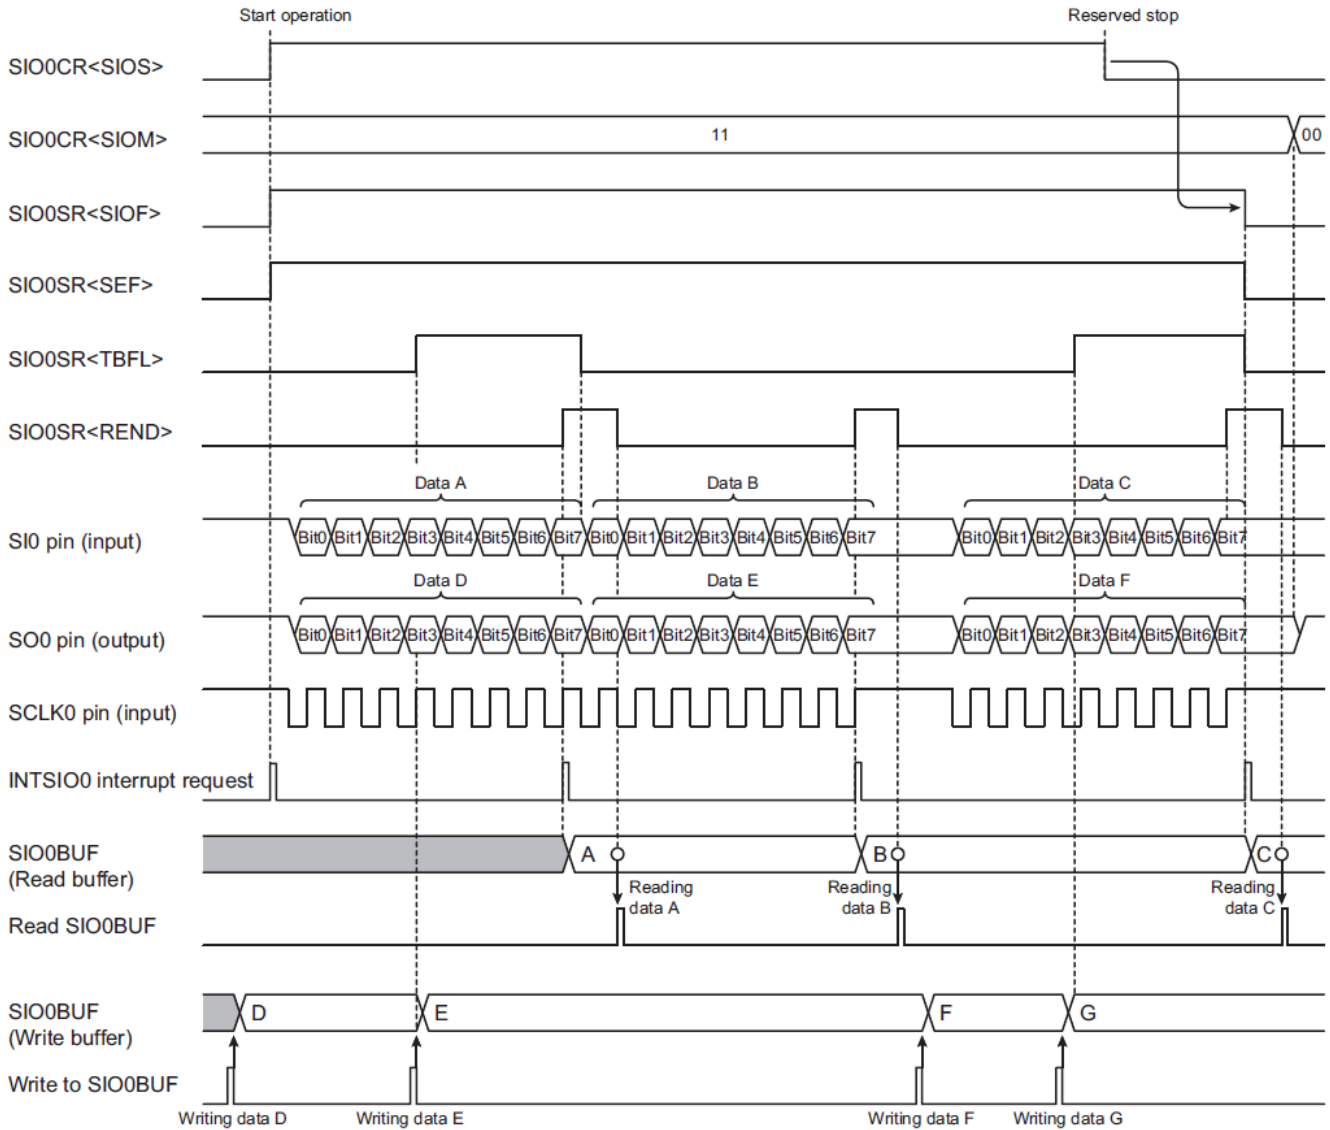 Start operation
Reserved stop
SIO0CR<SIOS>
SIO0CR<SIOM>
11
00
SIO0SR<SIOF>
SIO0SR<SEF>
SIO0SR<TBFL>
SIO0SR<REND>
Data A
Data B
Data C
SI0 pin (input)
Bit0 Bit1 Bit2 Bit3 Bit4 Bit5 Bit6 Bit7 Bit0 Bit1 Bit2 Bit3 Bit4 Bit5 Bit6 Bit7
Bit0 Bit1 Bit2 Bit3 Bit4 Bit5 Bit6 Bit7
Data D
Data E
Data F
SO0 pin (output)
Bit0 Bit1 Bit2 Bit3 Bit4 Bit5 Bit6 Bit7 Bit0 Bit1 Bit2 Bit3 Bit4 Bit5 Bit6 Bit7
Bit0 Bit1 Bit2 Bit3 Bit4 Bit5 Bit6 Bit7
SCLK0 pin (input)
INTSIO0 interrupt request
SIO0BUF
(Read buffer)
A
B
C
Reading
data A
Reading
data B
Reading
data C
Read SIO0BUF
SIO0BUF
(Write buffer)
D
E
F
G
Write to SIO0BUF
Writing data D
Writing data E
Writing data F
Writing data G